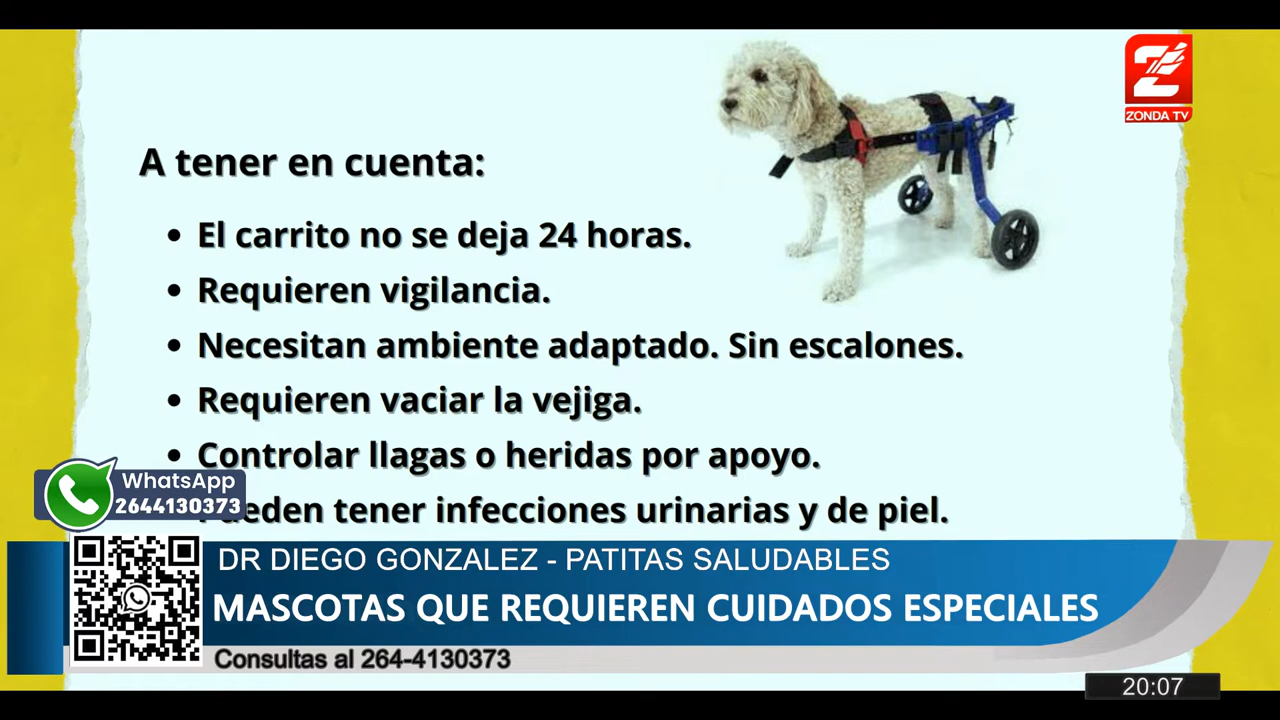 ZONDA TV
A tener en cuenta:
• El carrito no se deja 24 horas.
• Requieren vigilancia.
• Necesitan ambiente adaptado. Sin escalones.
• Requieren vaciar la vejiga.
• Controlar llagas o heridas por apoyo.
WhatsApp
2644130373
Pueden tener infecciones urinarias y de piel.
DR DIEGO GONZALEZ - PATITAS SALUDABLES
MASCOTAS QUE REQUIEREN CUIDADOS ESPECIALES
Consultas al 264-4130373
20:07